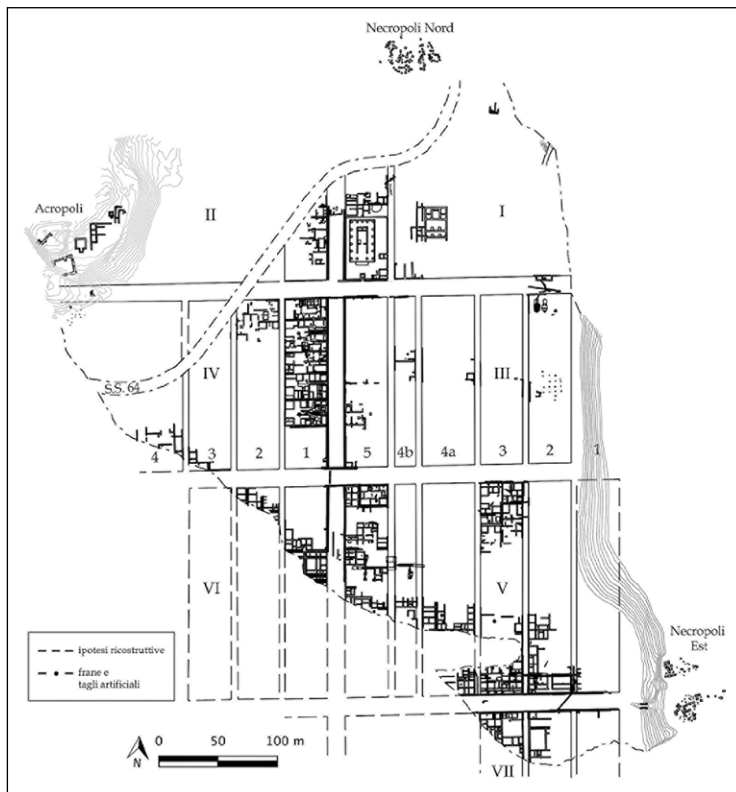 Necropoli Nord
Acropoli
II
I
S.S. 64
IV
III
4
3
2
1
5
4b
4a
3
2
1
VI
V
Necropoli
Est
ipotesi ricostruttive
frane e
tagli artificiali
N
0 50 100 m
VII